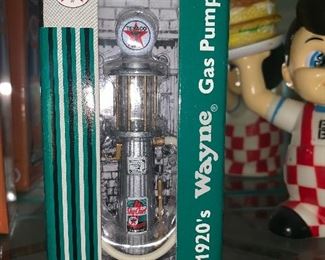 TEXACO
1920's Wayne® Gas Pump